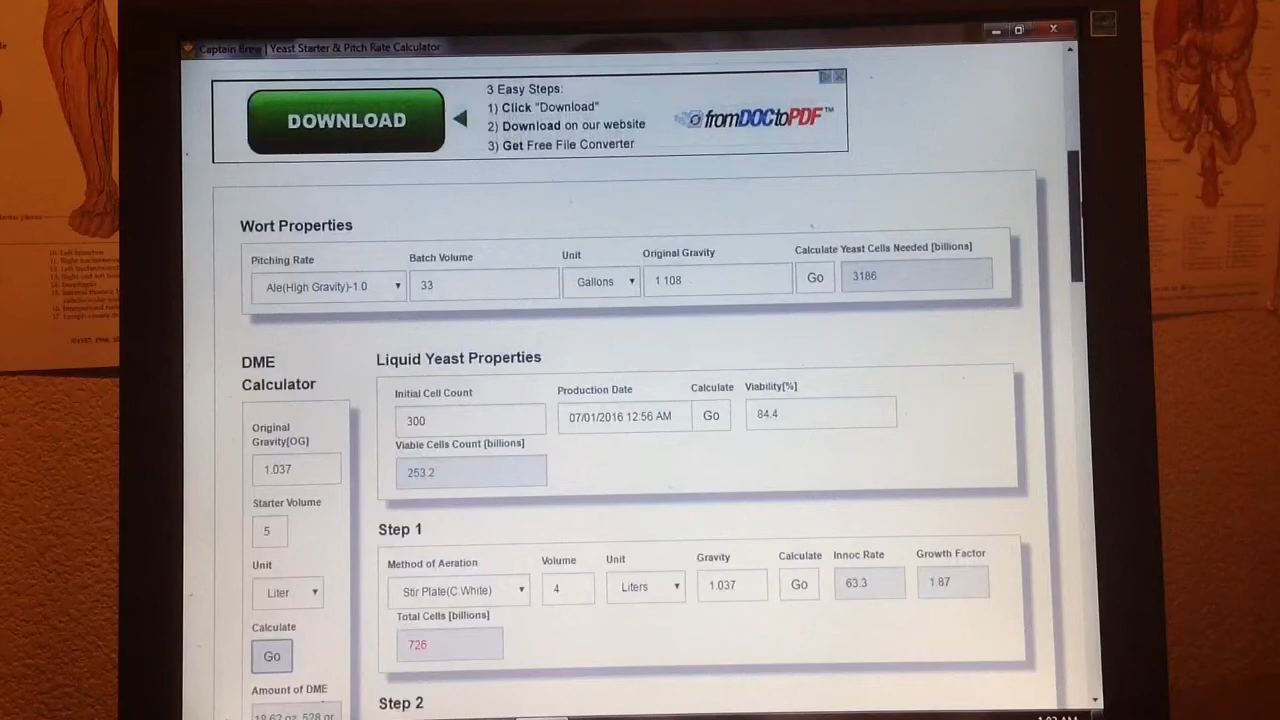 Captain Brew | Yeast Starter & Pitch Rate Calculator
DOWNLOAD
3 Easy Steps:
1) Click "Download"
2) Download on our website
3) Get Free File Converter
fromDOCtoPDF™
Wort Properties
Pitching Rate
Batch Volume
Unit
Original Gravity
Calculate Yeast Cells Needed [billions]
Ale(High Gravity)-1.0
33
Gallons
1 108
Go
3186
DME
Calculator
Original
Gravity[OG]
1.037
Starter Volume
5
Unit
Liter
Calculate
Go
Amount of DME
Liquid Yeast Properties
Initial Cell Count
Production Date
Calculate
Viability[%]
300
07/01/2016 12:56 AM
Go
84.4
Viable Cells Count [billions]
253.2
Step 1
Method of Aeration
Volume
Unit
Gravity
Calculate
Innoc Rate
Growth Factor
Stir Plate(C.White)
4
Liters
1.037
Go
63.3
1.87
Total Cells [billions]
726
Step 2